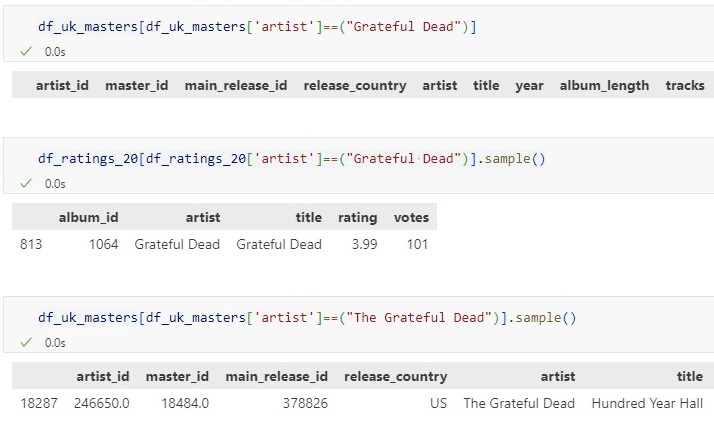 df_uk_masters[df_uk_masters['artist']==("Grateful Dead")]
0.0s
artist_id master_id main_release_id release_country artist title year album_length tracks
df_ratings_20[df_ratings_20['artist']==("Grateful Dead")].sample()
0.0s
album_id artist title rating votes
813 1064 Grateful Dead Grateful Dead 3.99 101
df_uk_masters[df_uk_masters['artist']==("The Grateful Dead")].sample()
0.0s
artist_id master_id main_release_id release_country artist title
18287 246650.0 18484.0 378826 US The Grateful Dead Hundred Year Hall